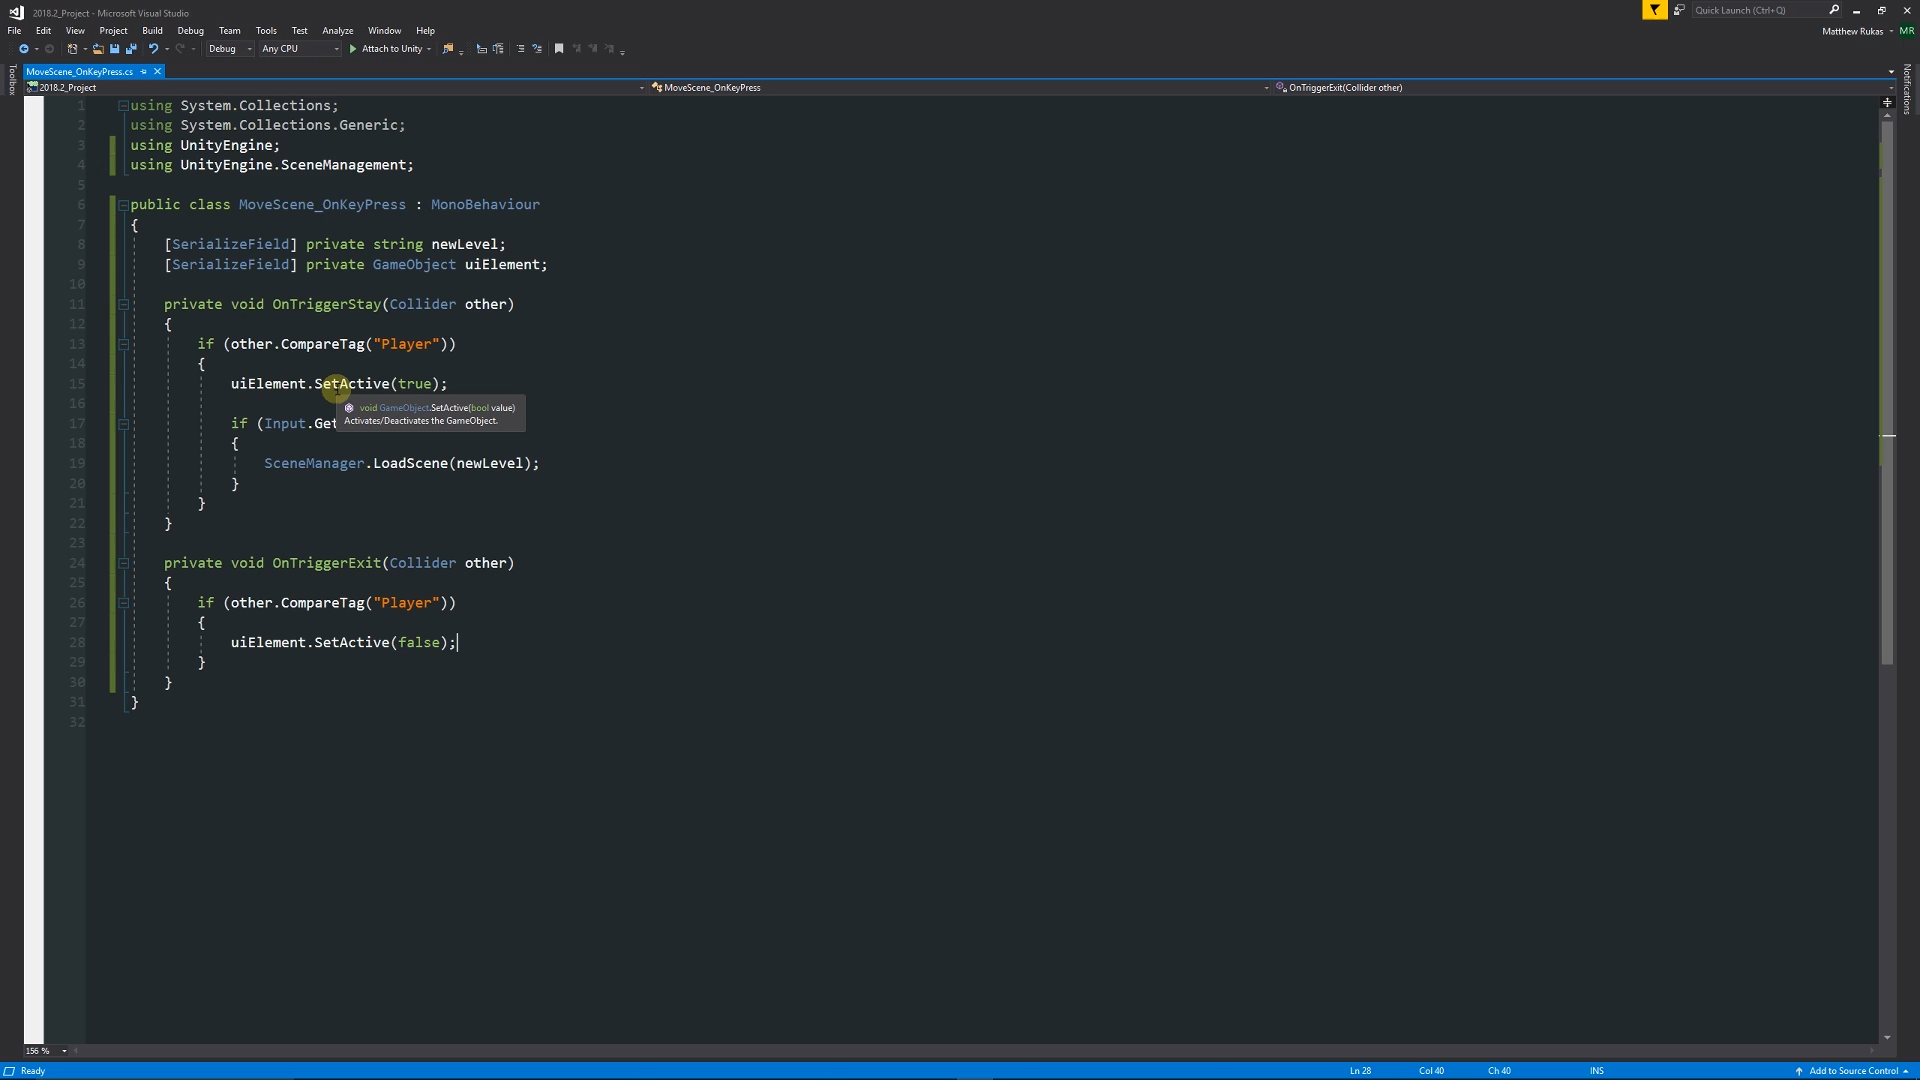 2018.2_Project - Microsoft Visual Studio
Quick Launch (Ctrl+Q)
File Edit View Project Build Debug Team Tools Test Analyze Window Help
Matthew Rukas MR
Debug Any CPU Attach to Unity
Toolbox
Notifications
MoveScene_OnKeyPress.cs
2018.2_Project MoveScene_OnKeyPress OnTriggerExit(Collider other)
1 using System.Collections;
2 using System.Collections.Generic;
3 using UnityEngine;
4 using UnityEngine.SceneManagement;
5
6 public class MoveScene_OnKeyPress : MonoBehaviour
7 {
8 [SerializeField] private string newLevel;
9 [SerializeField] private GameObject uiElement;
10
11 private void OnTriggerStay(Collider other)
12 {
13 if (other.CompareTag("Player"))
14 {
15 uiElement.SetActive(true);
16
void GameObject.SetActive(bool value)
Activates/Deactivates the GameObject.
17 if (Input.Get
18 {
19 SceneManager.LoadScene(newLevel);
20 }
21 }
22 }
23
24 private void OnTriggerExit(Collider other)
25 {
26 if (other.CompareTag("Player"))
27 {
28 uiElement.SetActive(false);
29 }
30 }
31 }
32
156 %
Ready Ln 28 Col 40 Ch 40 INS Add to Source Control